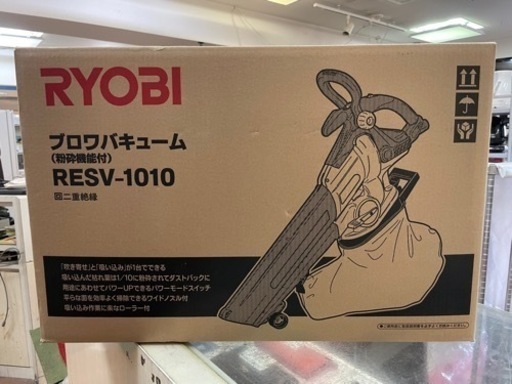 RYOBI
ブロワバキューム
(粉砕機能付)
RESV-1010
回二重絶縁
「吹き寄せ」と「吸い込み」が1台でできる
吸い込んだ枯れ葉は1/10に粉砕されてダストバックに
用途にあわせてパワーUPできるパワーモードスイッチ
平らな面を効率よく掃除できるワイドノズル付
吸い込み作業に楽なローラー付